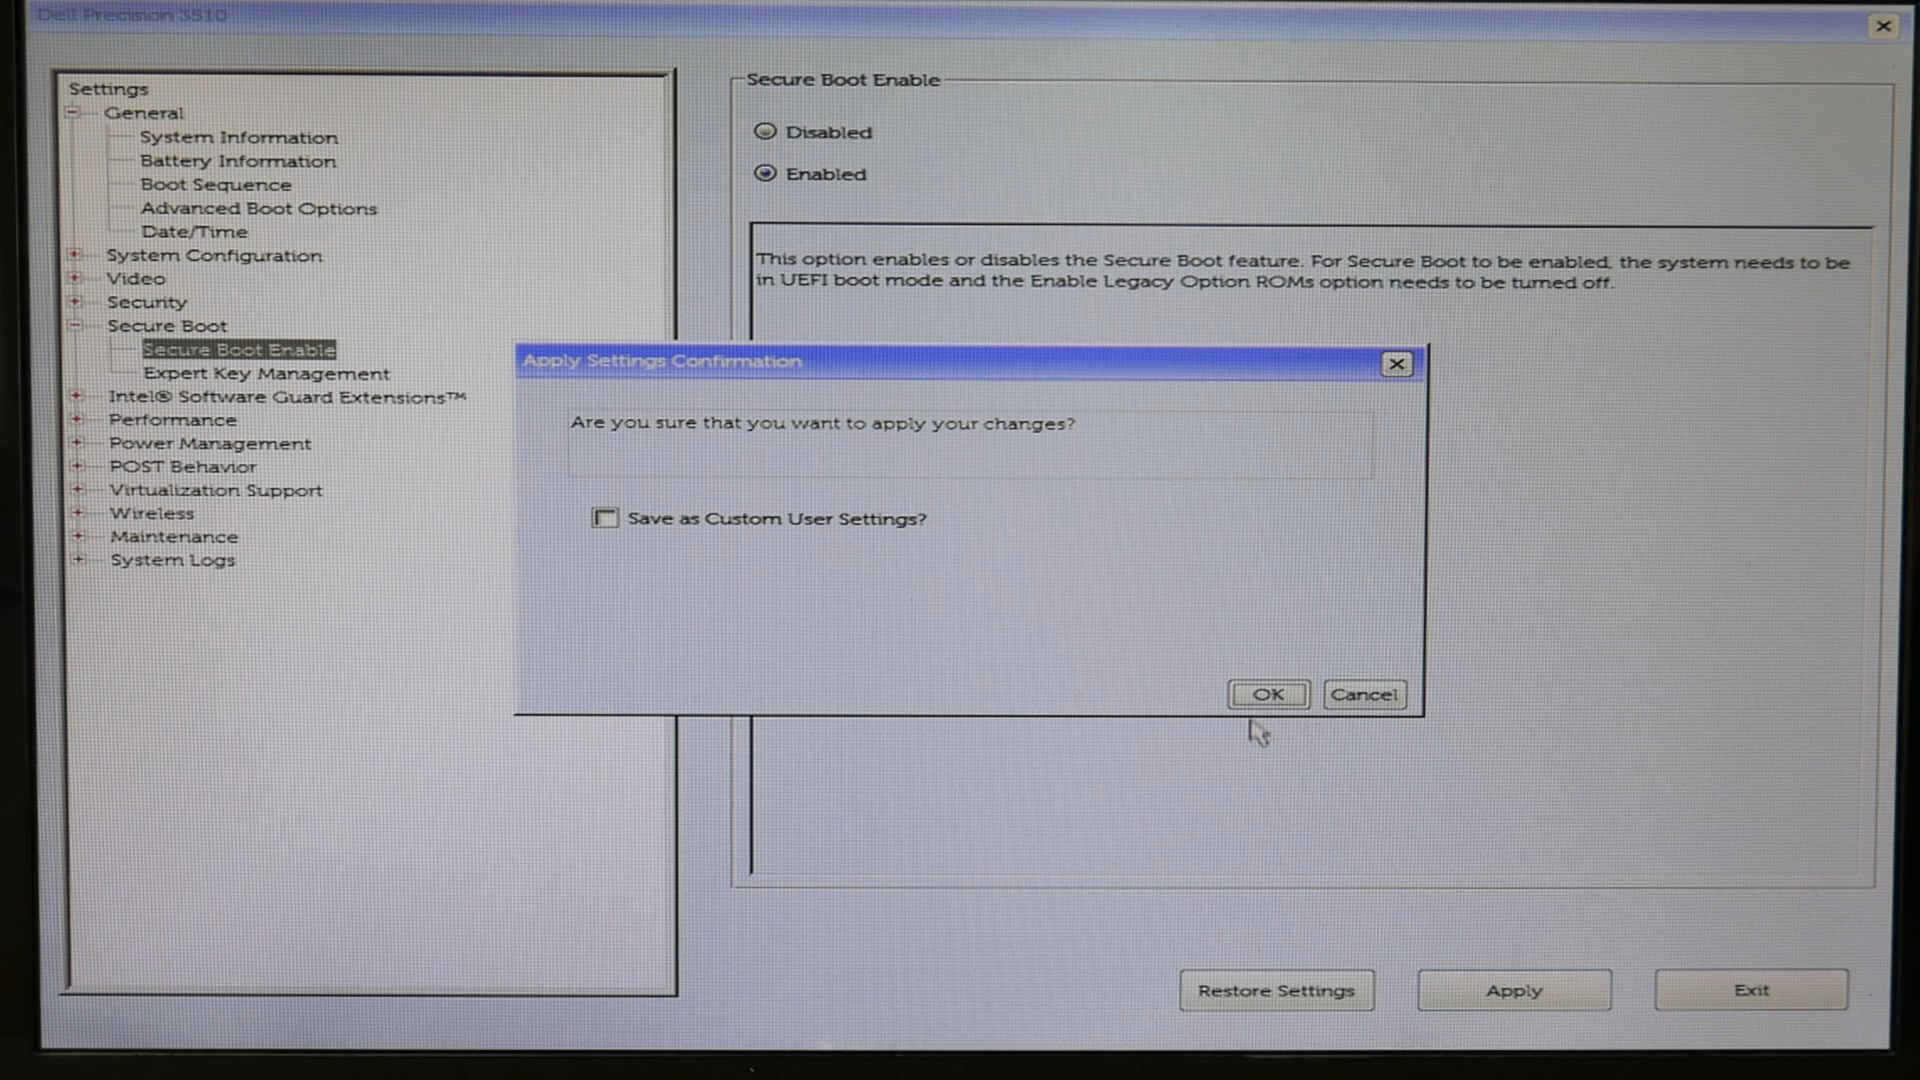 Dell Precision 3510
Settings
General
System Information
Battery Information
Boot Sequence
Advanced Boot Options
Date/Time
System Configuration
Video
Security
Secure Boot
Secure Boot Enable
Expert Key Management
Intel® Software Guard Extensions™
Performance
Power Management
POST Behavior
Virtualization Support
Wireless
Maintenance
System Logs
Secure Boot Enable
Disabled
Enabled
This option enables or disables the Secure Boot feature. For Secure Boot to be enabled, the system needs to be
in UEFI boot mode and the Enable Legacy Option ROMs option needs to be turned off.
Apply Settings Confirmation
Are you sure that you want to apply your changes?
Save as Custom User Settings?
OK
Cancel
Restore Settings
Apply
Exit